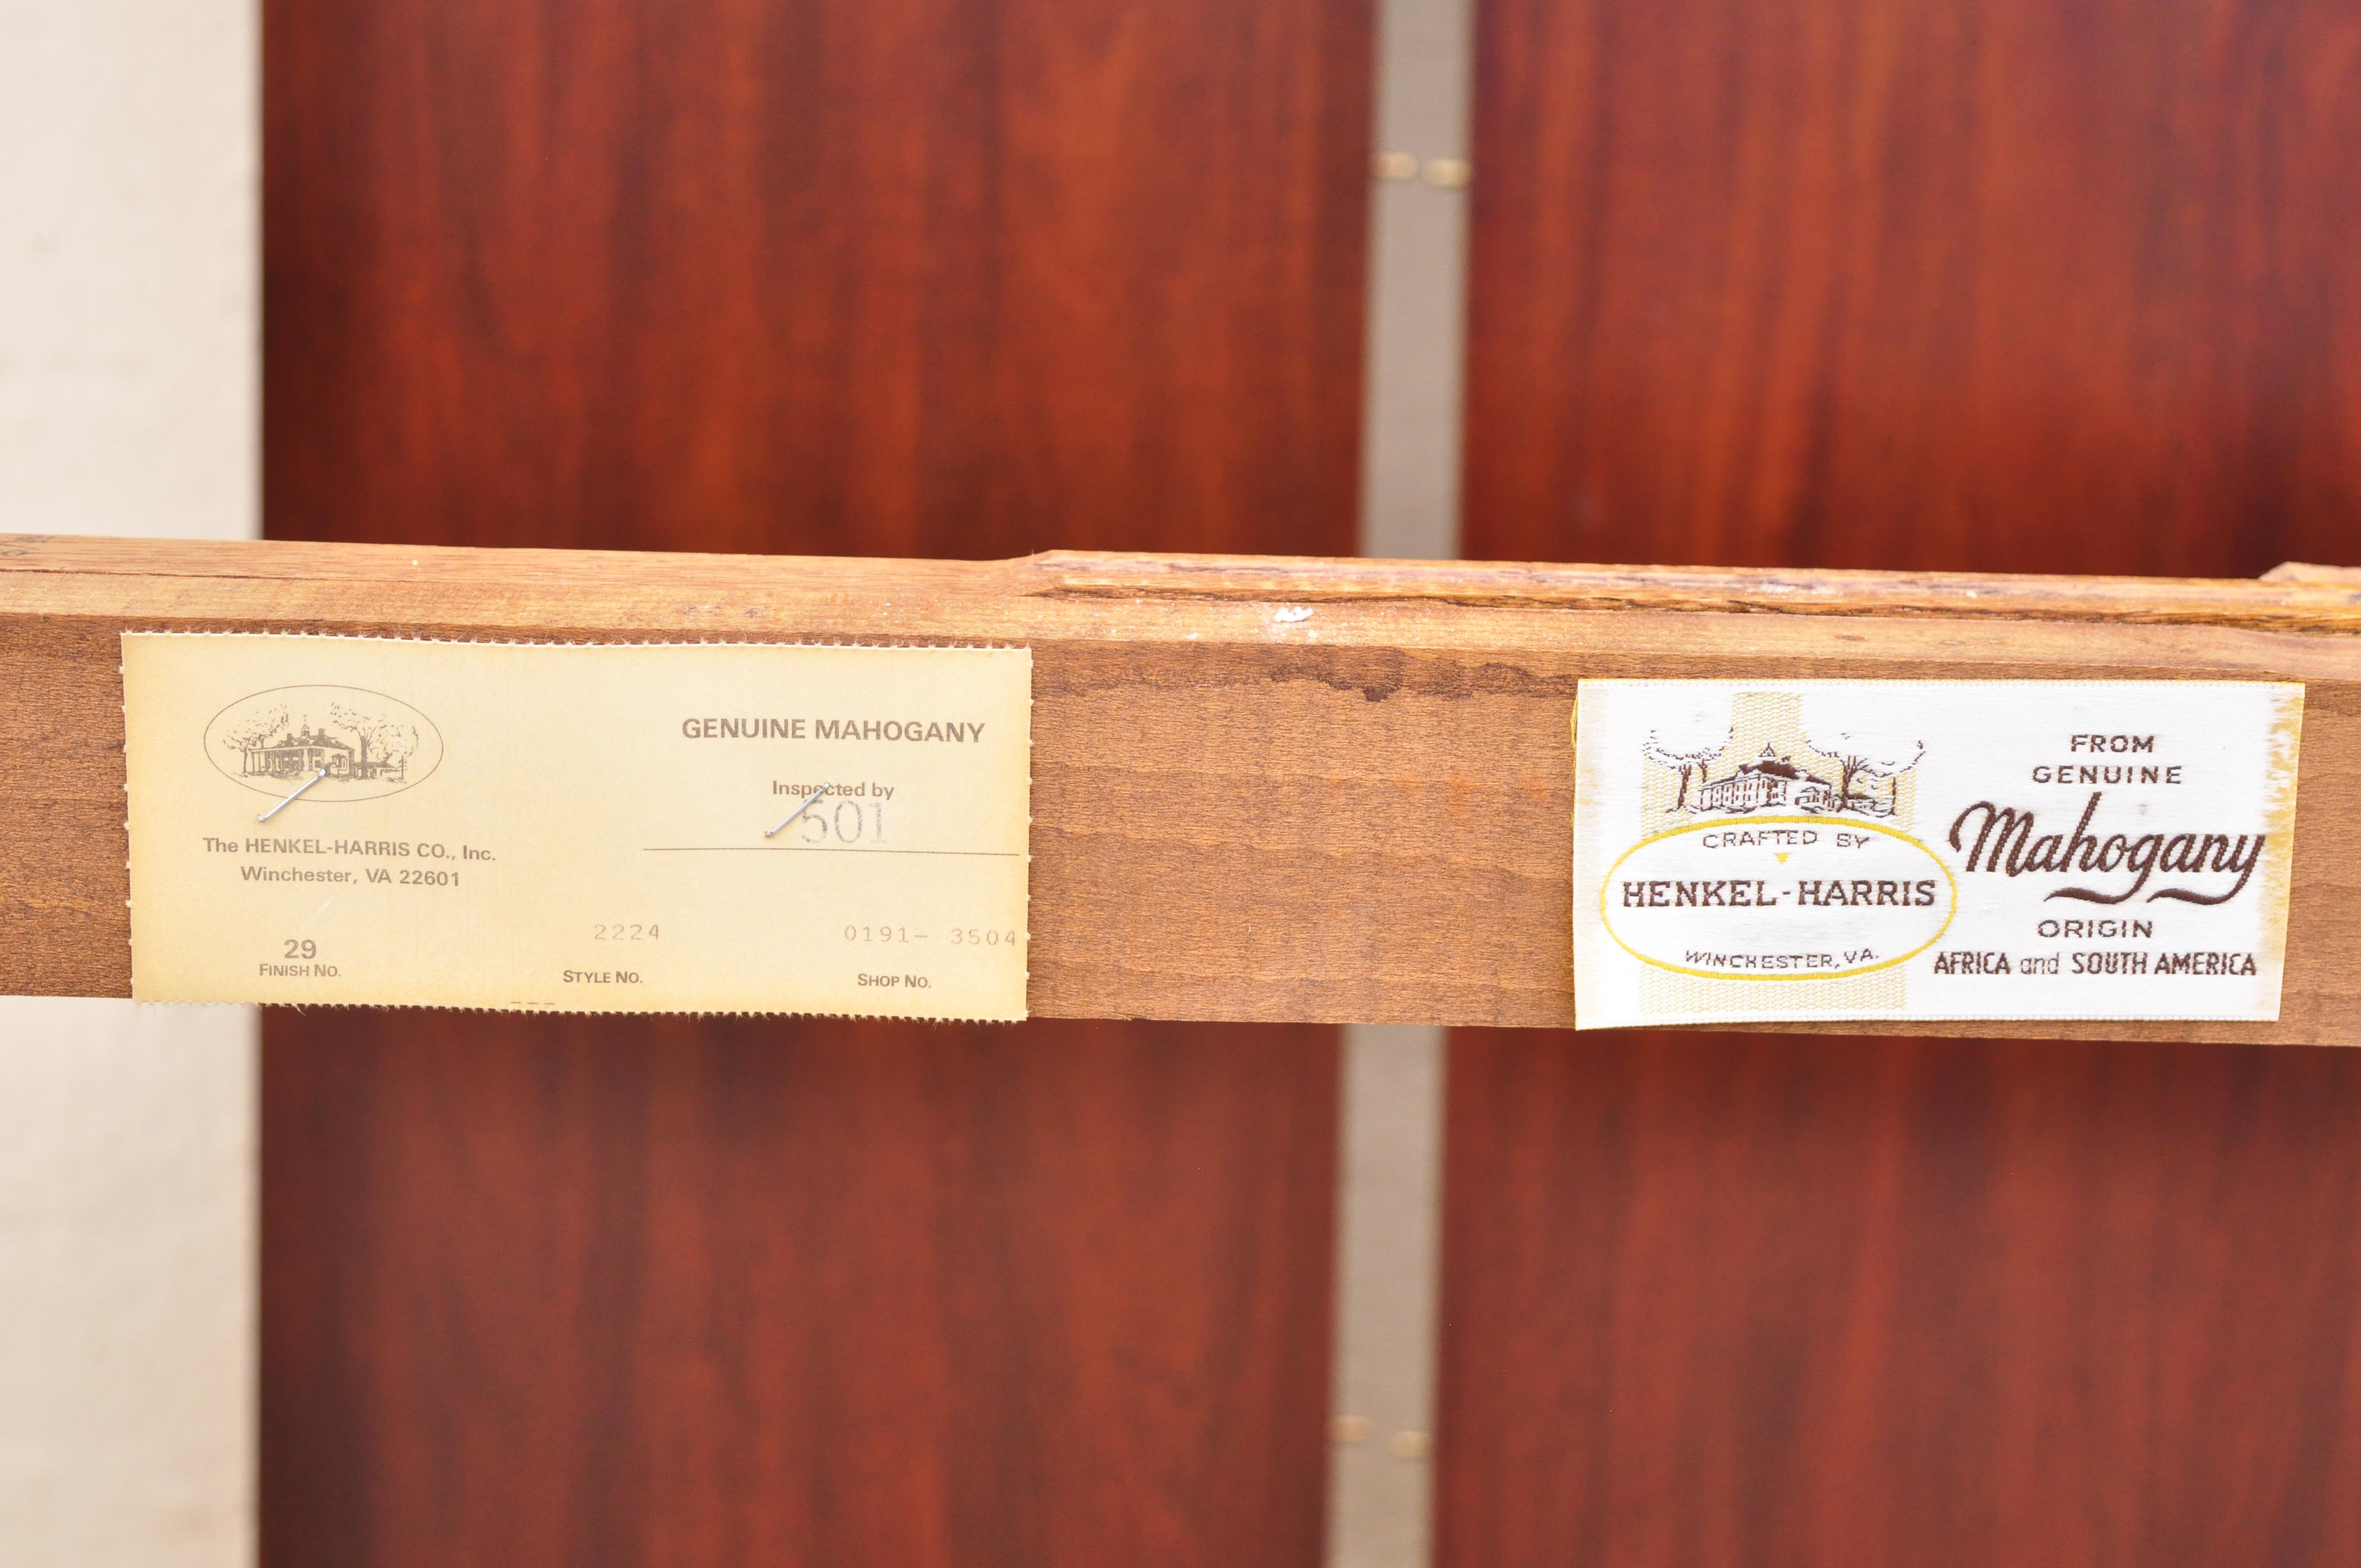 GENUINE MAHOGANY
Inspected by
501
The HENKEL-HARRIS CO., Inc.
Winchester, VA 22601
29
FINISH NO.
2224
STYLE NO.
0191- 3504
SHOP NO.
CRAFTED BY
HENKEL-HARRIS
WINCHESTER, VA.
FROM
GENUINE
Mahogany
ORIGIN
AFRICA and SOUTH AMERICA